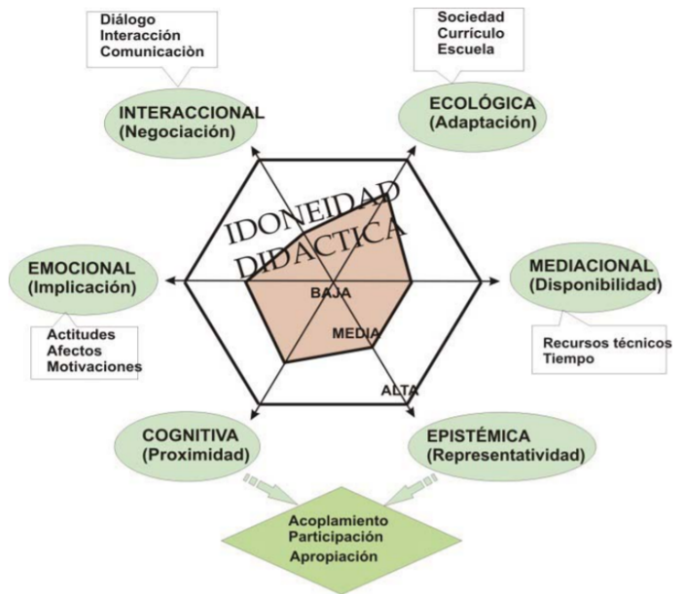 Diálogo
Interacción
Comunicaciòn
Sociedad
Currículo
Escuela
INTERACCIONAL
(Negociación)
ECOLÓGICA
(Adaptación)
IDONEIDAD
DIDACTICA
EMOCIONAL
(Implicación)
MEDIACIONAL
(Disponibilidad)
BAJA
MEDIA
ALTA
Actitudes
Afectos
Motivaciones
Recursos técnicos
Tiempo
COGNITIVA
(Proximidad)
EPISTÉMICA
(Representatividad)
Acoplamiento
Participación
Apropiación